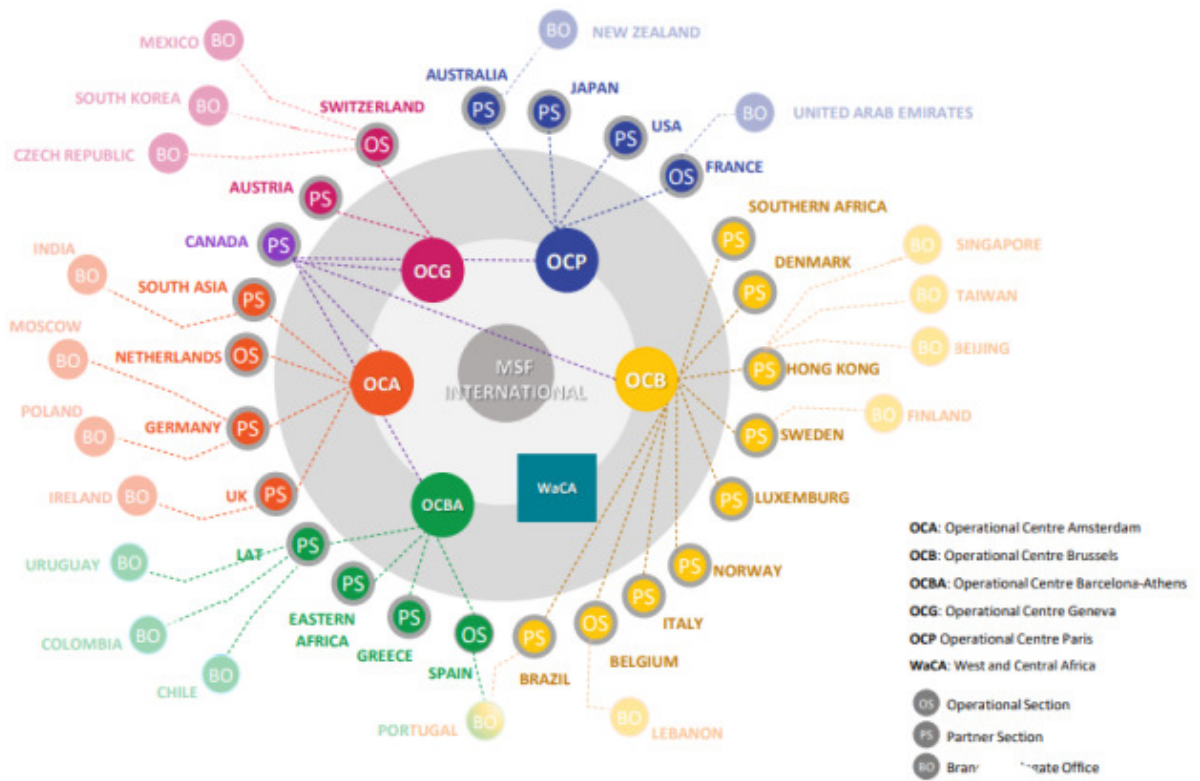 BO
MEXICO
BO
NEW ZEALAND
AUSTRALIA
PS
JAPAN
PS
SOUTH KOREA
BO
SWITZERLAND
OS
PS
USA
BO
UNITED ARAB EMIRATES
CZECH REPUBLIC
BO
OS
FRANCE
AUSTRIA
PS
SOUTHERN AFRICA
PS
CANADA
PS
INDIA
BO
OCG
OCP
DENMARK
PS
BO
SINGAPORE
SOUTH ASIA
PS
BO
TAIWAN
MOSCOW
BO
NETHERLANDS
OS
OCA
MSF
INTERNATIONAL
OCB
PS
HONG KONG
BO
BEIJING
POLAND
BO
GERMANY
PS
PS
SWEDEN
BO
FINLAND
IRELAND
BO
UK
PS
OCBA
WaCA
PS
LUXEMBURG
URUGUAY
BO
LAT
PS
PS
NORWAY
EASTERN
AFRICA
PS
PS
GREECE
PS
ITALY
COLOMBIA
BO
OS
SPAIN
PS
BRAZIL
OS
BELGIUM
CHILE
BO
PORTUGAL
BO
BO
LEBANON
OCA: Operational Centre Amsterdam
OCB: Operational Centre Brussels
OCBA: Operational Centre Barcelona-Athens
OCG: Operational Centre Geneva
OCP Operational Centre Paris
WaCA: West and Central Africa
OS Operational Section
PS Partner Section
BO Office